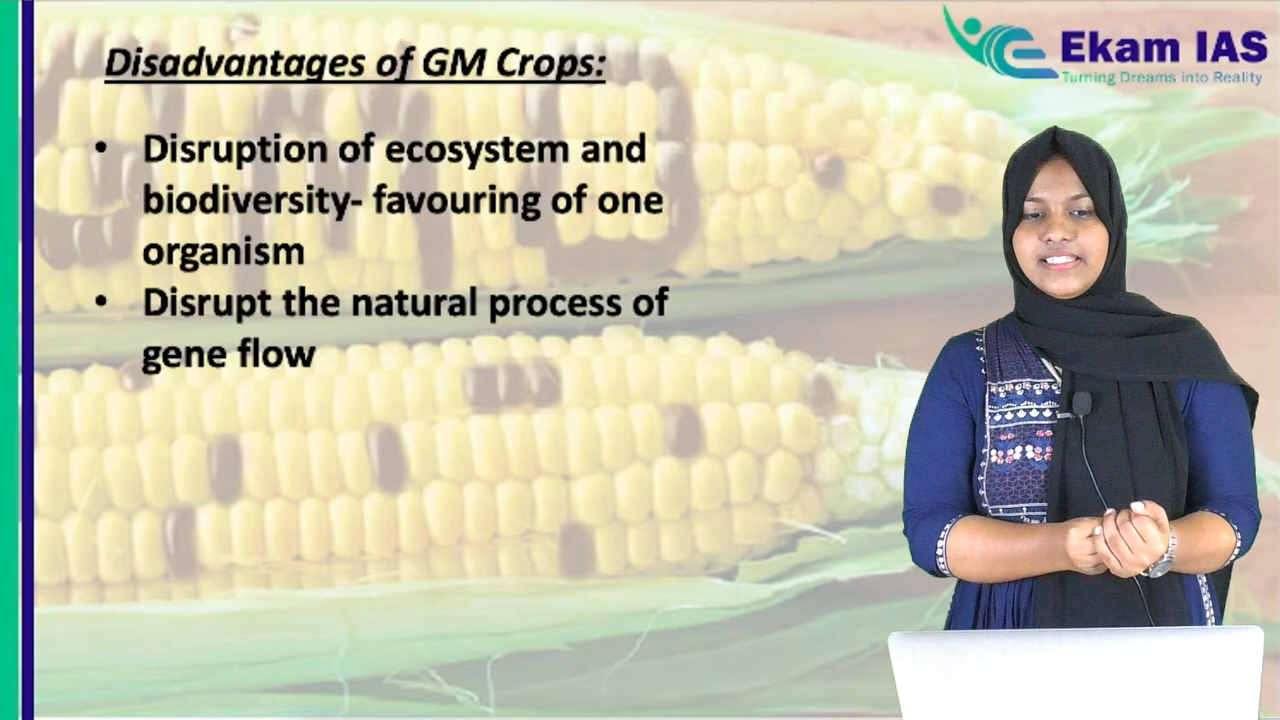 Disadvantages of GM Crops:
Ekam IAS
Turning Dreams into Reality
• Disruption of ecosystem and
biodiversity- favouring of one
organism
• Disrupt the natural process of
gene flow